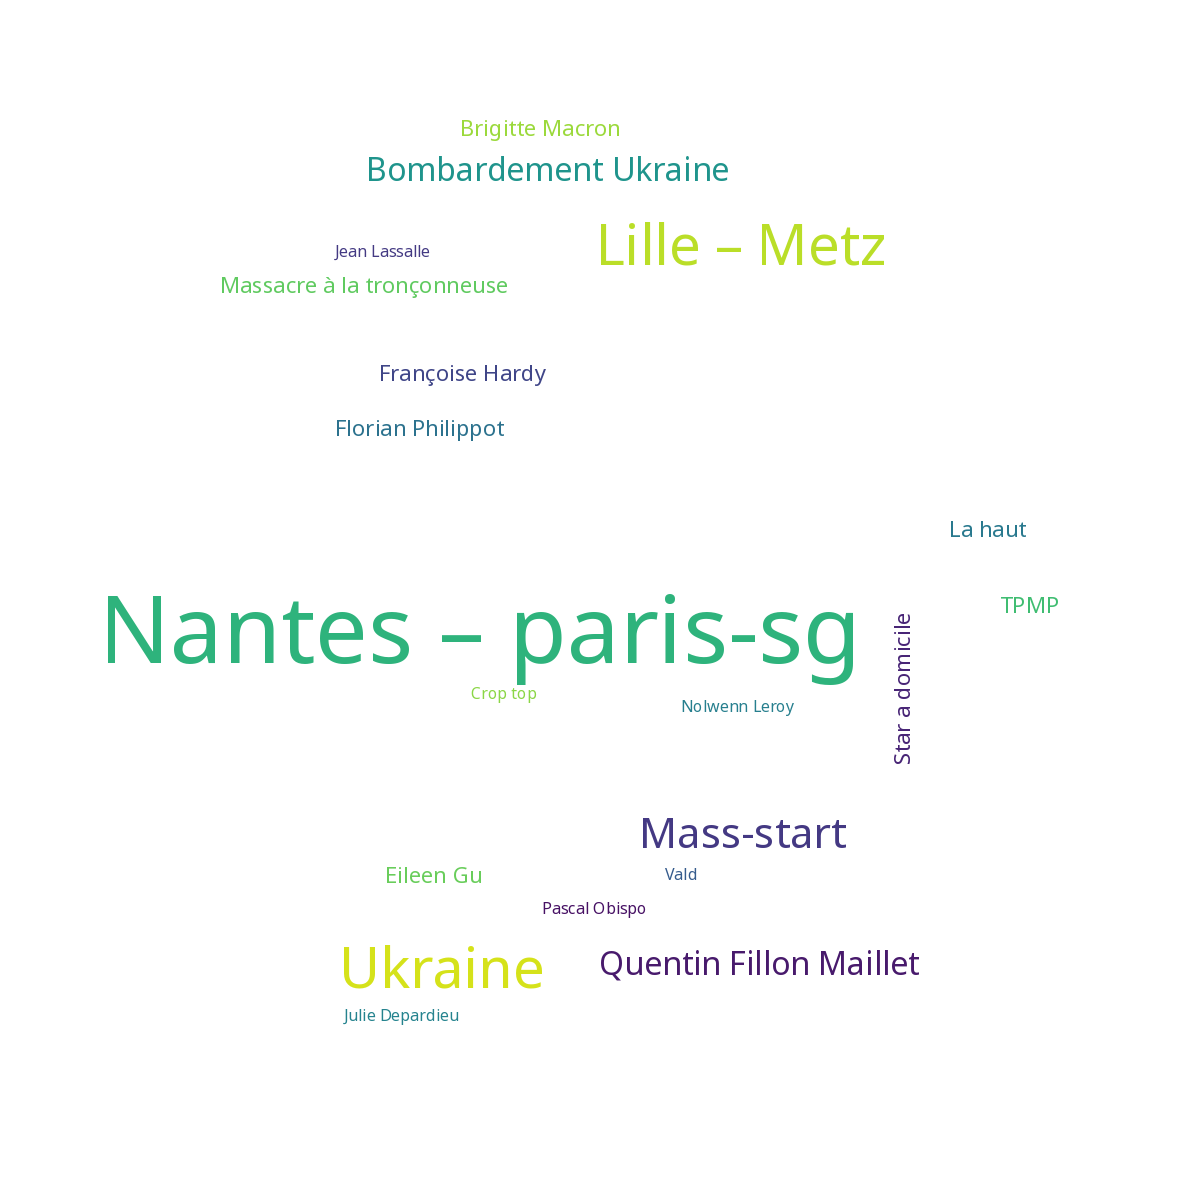 Brigitte Macron
Bombardement Ukraine
Lille – Metz
Jean Lassalle
Massacre à la tronçonneuse
Françoise Hardy
Florian Philippot
La haut
Nantes – paris-sg
TPMP
Star a domicile
Crop top
Nolwenn Leroy
Mass-start
Eileen Gu
Vald
Pascal Obispo
Ukraine
Quentin Fillon Maillet
Julie Depardieu